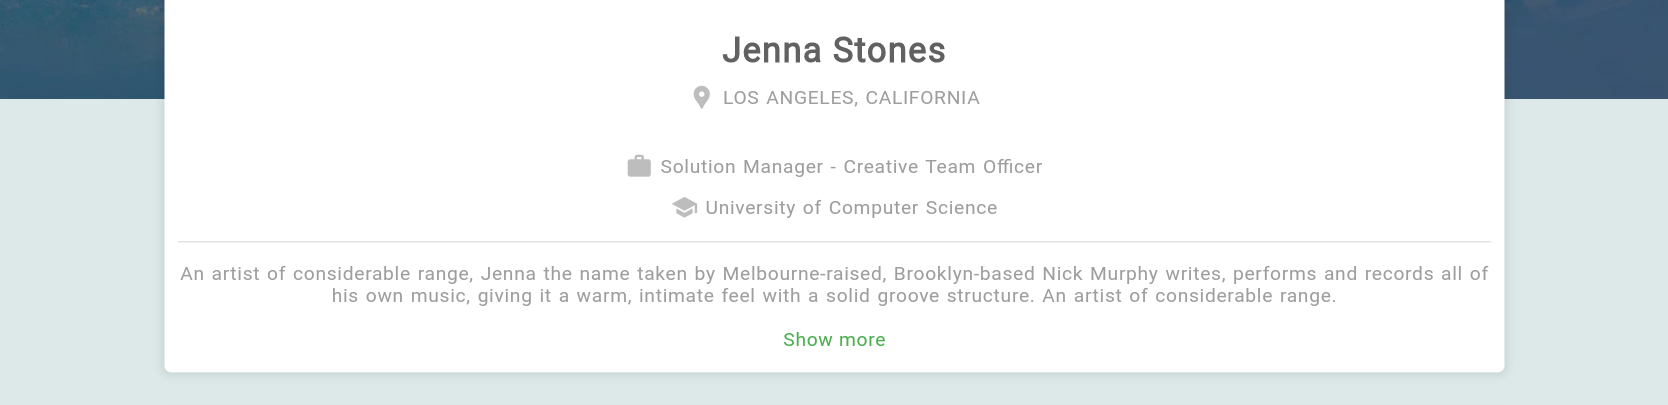 Jenna Stones
LOS ANGELES, CALIFORNIA
Solution Manager - Creative Team Officer
University of Computer Science
An artist of considerable range, Jenna the name taken by Melbourne-raised, Brooklyn-based Nick Murphy writes, performs and records all of
his own music, giving it a warm, intimate feel with a solid groove structure. An artist of considerable range.
Show more